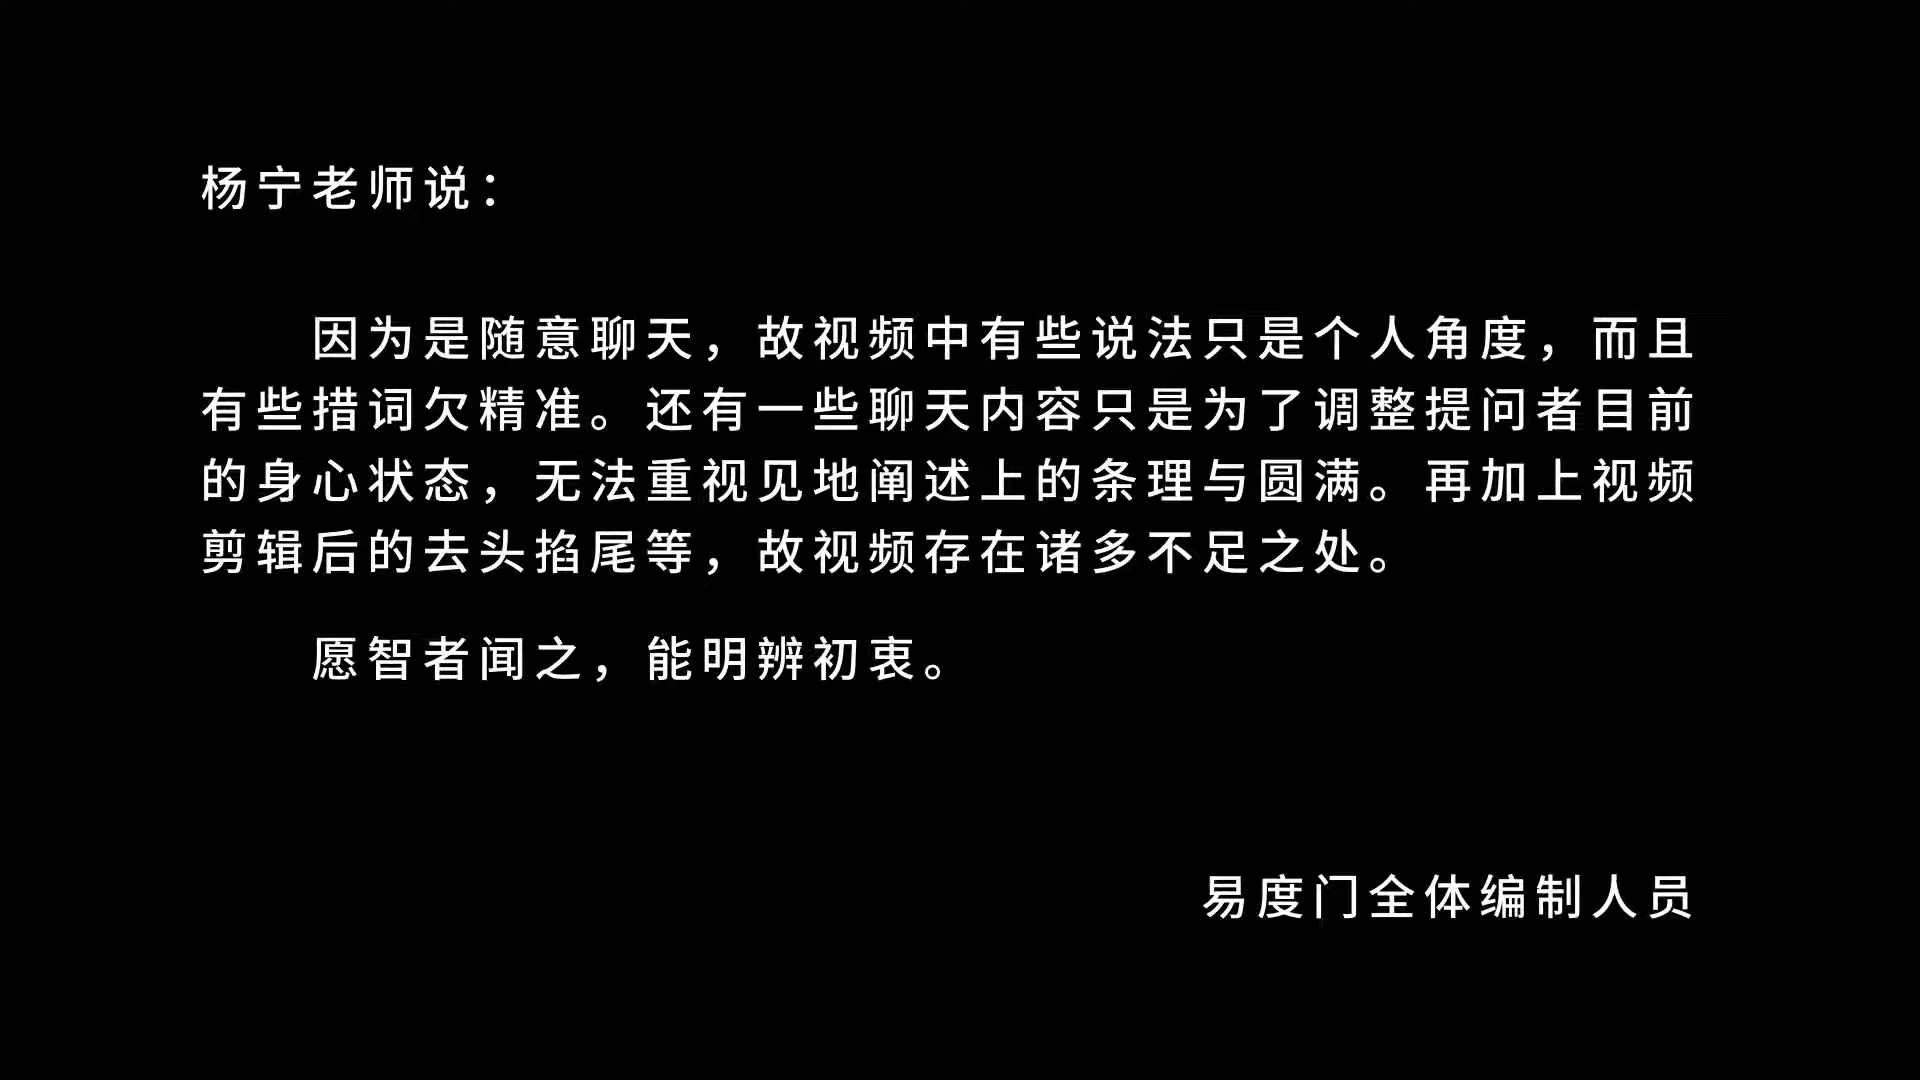 杨宁老师说：
因为是随意聊天，故视频中有些说法只是个人角度，而且
有些措词欠精准。还有一些聊天内容只是为了调整提问者目前
的身心状态，无法重视见地阐述上的条理与圆满。再加上视频
剪辑后的去头掐尾等，故视频存在诸多不足之处。
愿智者闻之，能明辨初衷。
易度门全体编制人员